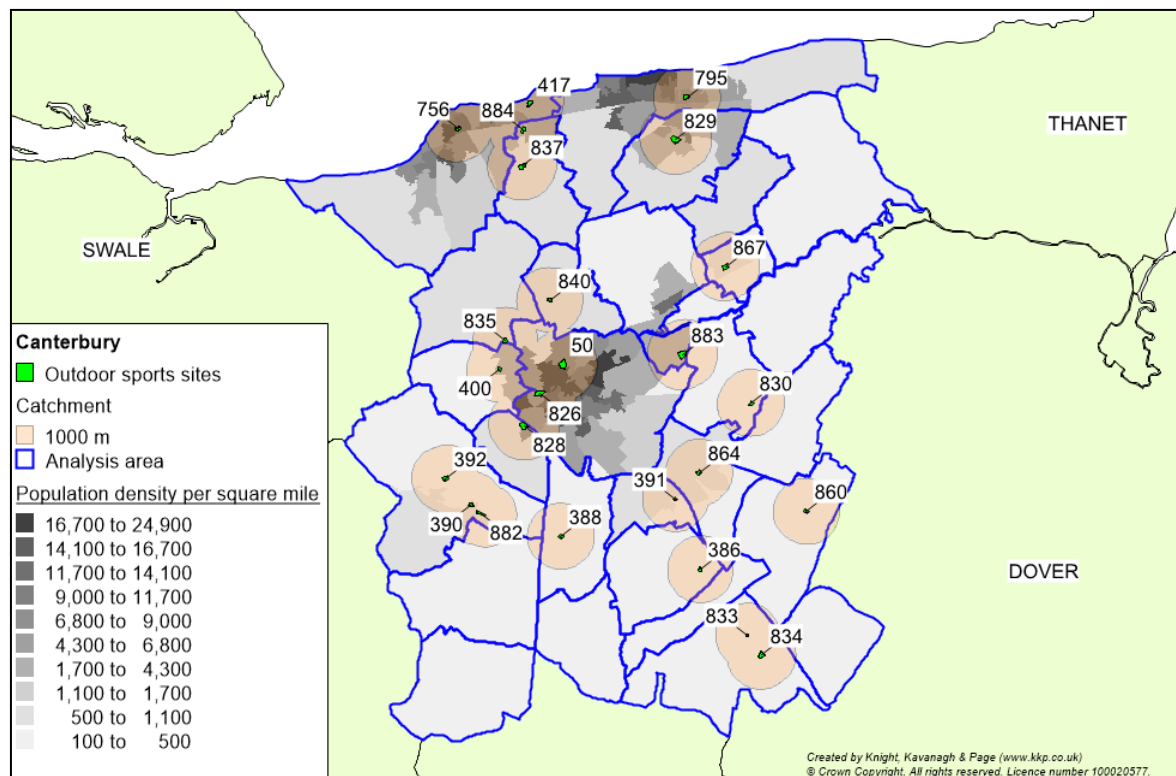 417
795
756
884
829
THANET
837
SWALE
867
840
835
50
883
400
830
826
828
864
392
391
860
390
882
388
386
DOVER
833
834
Canterbury
Outdoor sports sites
Catchment
1000 m
Analysis area
Population density per square mile
16,700 to 24,900
14,100 to 16,700
11,700 to 14,100
9,000 to 11,700
6,800 to 9,000
4,300 to 6,800
1,700 to 4,300
1,100 to 1,700
500 to 1,100
100 to 500
Created by Knight, Kavanagh & Page (www.kkp.co.uk)
© Crown Copyright. All rights reserved. Licence number 100020577.